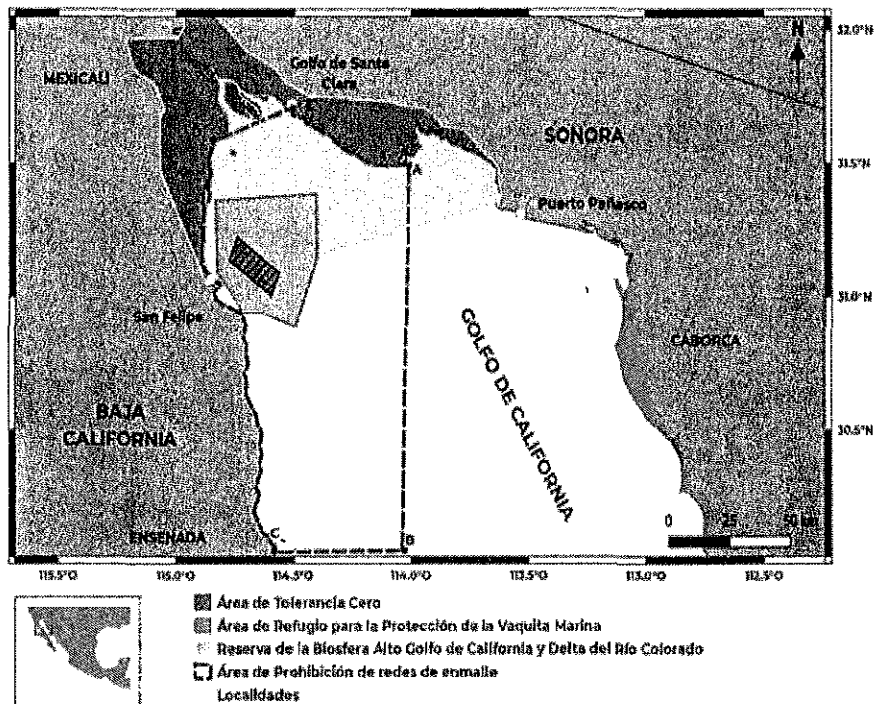 N
32.0°N
MEXICALI
Golfo de Santa
Clara
SONORA
31.5°N
A
Puerto Peñasco
31.0°N
San Felipe
GOLFO DE CALIFORNIA
CABORCA
BAJA
CALIFORNIA
30.5°N
ENSENADA
C
B
0 25 50 km
115.5°O 115.0°O 114.5°O 114.0°O 113.5°O 113.0°O 112.5°O
Área de Tolerancia Cero
Área de Refugio para la Protección de la Vaquita Marina
Reserva de la Biosfera Alto Golfo de California y Delta del Río Colorado
Área de Prohibición de redes de enmalle
Localidades